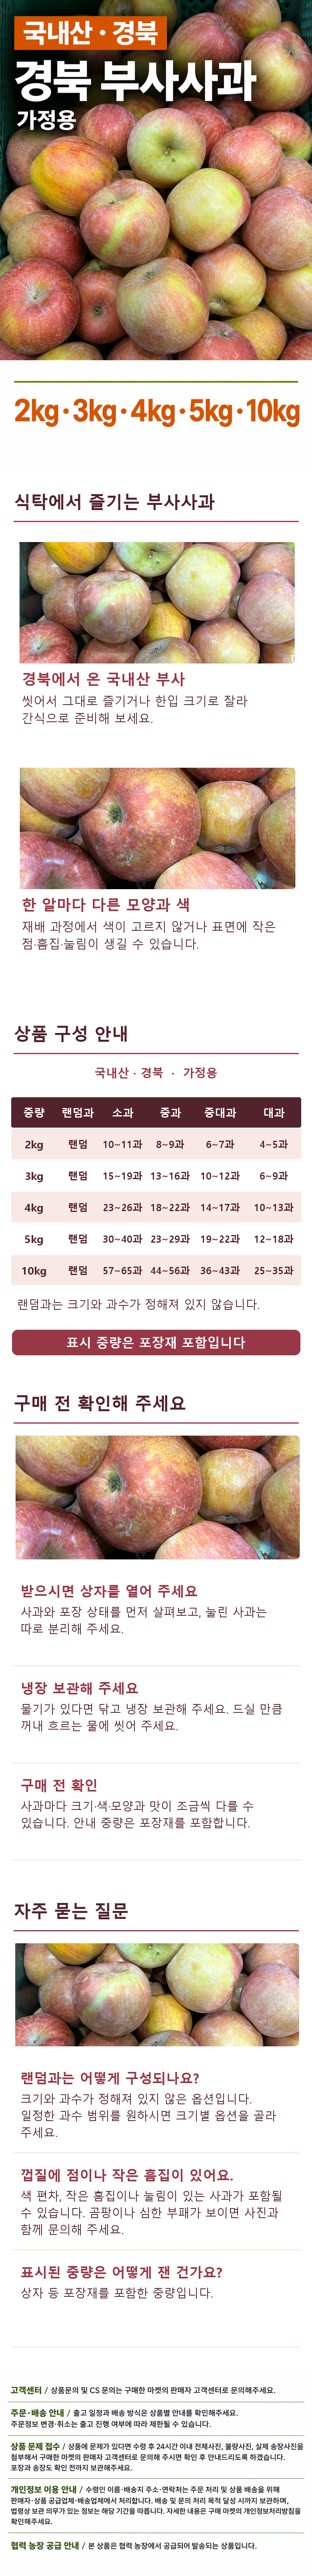 국내산 · 경북
경북 부사사과
가정용
2kg · 3kg · 4kg · 5kg · 10kg
식탁에서 즐기는 부사사과
경북에서 온 국내산 부사
씻어서 그대로 즐기거나 한입 크기로 잘라
간식으로 준비해 보세요.
한 알마다 다른 모양과 색
재배 과정에서 색이 고르지 않거나 표면에 작은
점·흠집·눌림이 생길 수 있습니다.
상품 구성 안내
국내산 · 경북 · 가정용
중량 랜덤과 소과 중과 중대과 대과
2kg 랜덤 10~11과 8~9과 6~7과 4~5과
3kg 랜덤 15~19과 13~16과 10~12과 6~9과
4kg 랜덤 23~26과 18~22과 14~17과 10~13과
5kg 랜덤 30~40과 23~29과 19~22과 12~18과
10kg 랜덤 57~65과 44~56과 36~43과 25~35과
랜덤과는 크기와 과수가 정해져 있지 않습니다.
표시 중량은 포장재 포함입니다
구매 전 확인해 주세요
받으시면 상자를 열어 주세요
사과와 포장 상태를 먼저 살펴보고, 눌린 사과는
따로 분리해 주세요.
냉장 보관해 주세요
물기가 있다면 닦고 냉장 보관해 주세요. 드실 만큼
꺼내 흐르는 물에 씻어 주세요.
구매 전 확인
사과마다 크기·색·모양과 맛이 조금씩 다를 수
있습니다. 안내 중량은 포장재를 포함합니다.
자주 묻는 질문
랜덤과는 어떻게 구성되나요?
크기와 과수가 정해져 있지 않은 옵션입니다.
일정한 과수 범위를 원하시면 크기별 옵션을 골라
주세요.
껍질에 점이나 작은 흠집이 있어요.
색 편차, 작은 흠집이나 눌림이 있는 사과가 포함될
수 있습니다. 곰팡이나 심한 부패가 보이면 사진과
함께 문의해 주세요.
표시된 중량은 어떻게 잰 건가요?
상자 등 포장재를 포함한 중량입니다.
고객센터 / 상품문의 및 CS 문의는 구매한 마켓의 판매자 고객센터로 문의해주세요.
주문·배송 안내 / 출고 일정과 배송 방식은 상품별 안내를 확인해주세요.
주문정보 변경·취소는 출고 진행 여부에 따라 제한될 수 있습니다.
상품 문제 접수 / 상품에 문제가 있다면 수령 후 24시간 이내 전체사진, 불량사진, 실제 송장사진을
첨부해서 구매한 마켓의 판매자 고객센터로 문의해 주시면 확인 후 안내드리도록 하겠습니다.
포장과 송장도 확인 전까지 보관해주세요.
개인정보 이용 안내 / 수령인 이름·배송지 주소·연락처는 주문 처리 및 상품 배송을 위해
판매자·상품 공급업체·배송업체에서 처리합니다. 배송 및 문의 처리 목적 달성 시까지 보관하며,
법령상 보관 의무가 있는 정보는 해당 기간을 따릅니다. 자세한 내용은 구매 마켓의 개인정보처리방침을
확인해주세요.
협력 농장 공급 안내 / 본 상품은 협력 농장에서 공급되어 발송되는 상품입니다.